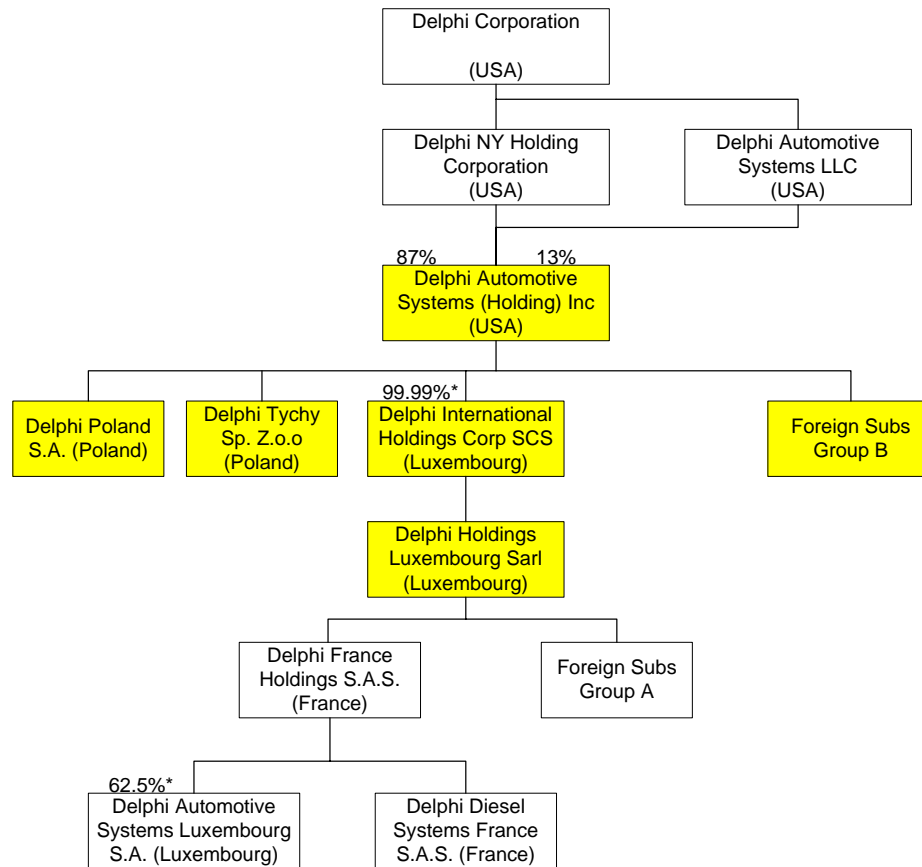 Delphi Corporation
(USA)
Delphi NY Holding
Corporation
(USA)
Delphi Automotive
Systems LLC
(USA)
87%
13%
Delphi Automotive
Systems (Holding) Inc
(USA)
Delphi Poland
S.A. (Poland)
Delphi Tychy
Sp. Z.o.o
(Poland)
99.99%*
Delphi International
Holdings Corp SCS
(Luxembourg)
Foreign Subs
Group B
Delphi Holdings
Luxembourg Sarl
(Luxembourg)
Delphi France
Holdings S.A.S.
(France)
Foreign Subs
Group A
62.5%*
Delphi Automotive
Systems Luxembourg
S.A. (Luxembourg)
Delphi Diesel
Systems France
S.A.S. (France)